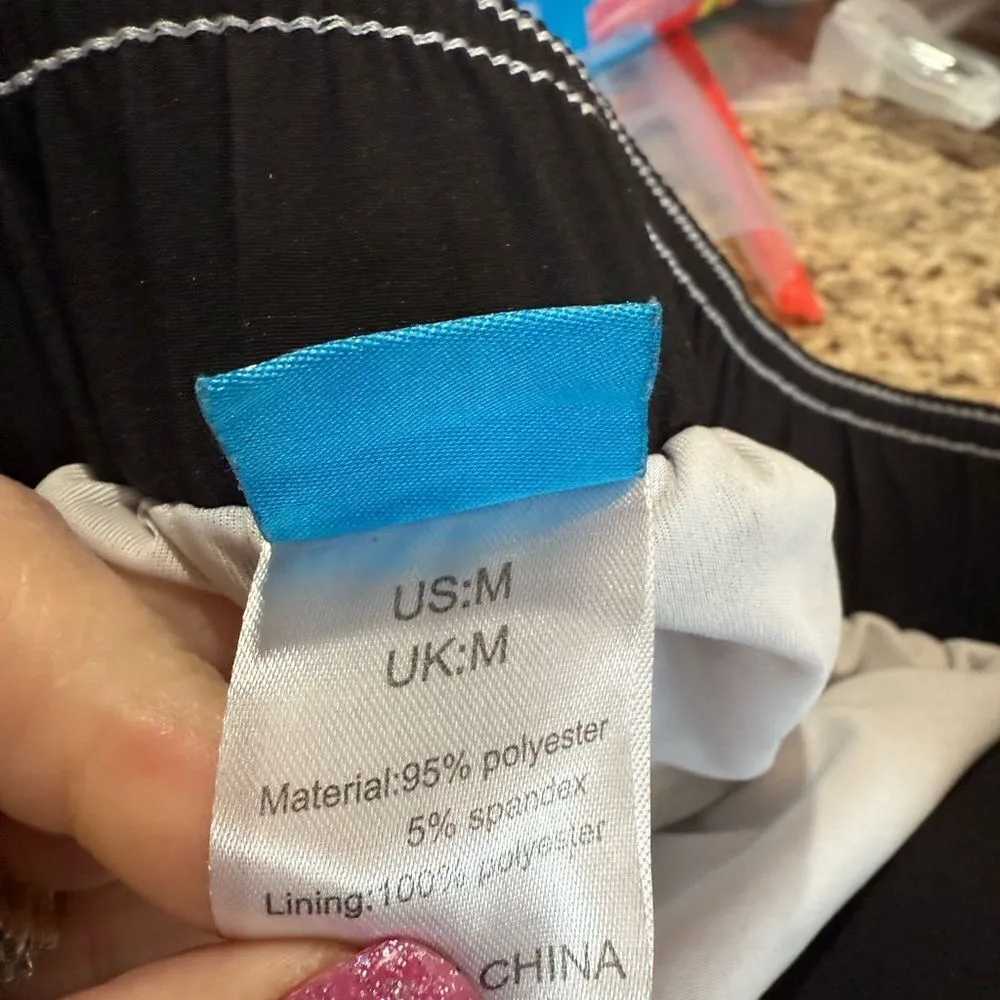 US:M
UK:M
Material:95% polyester
5% spandex
Lining:100% polyester
CHINA